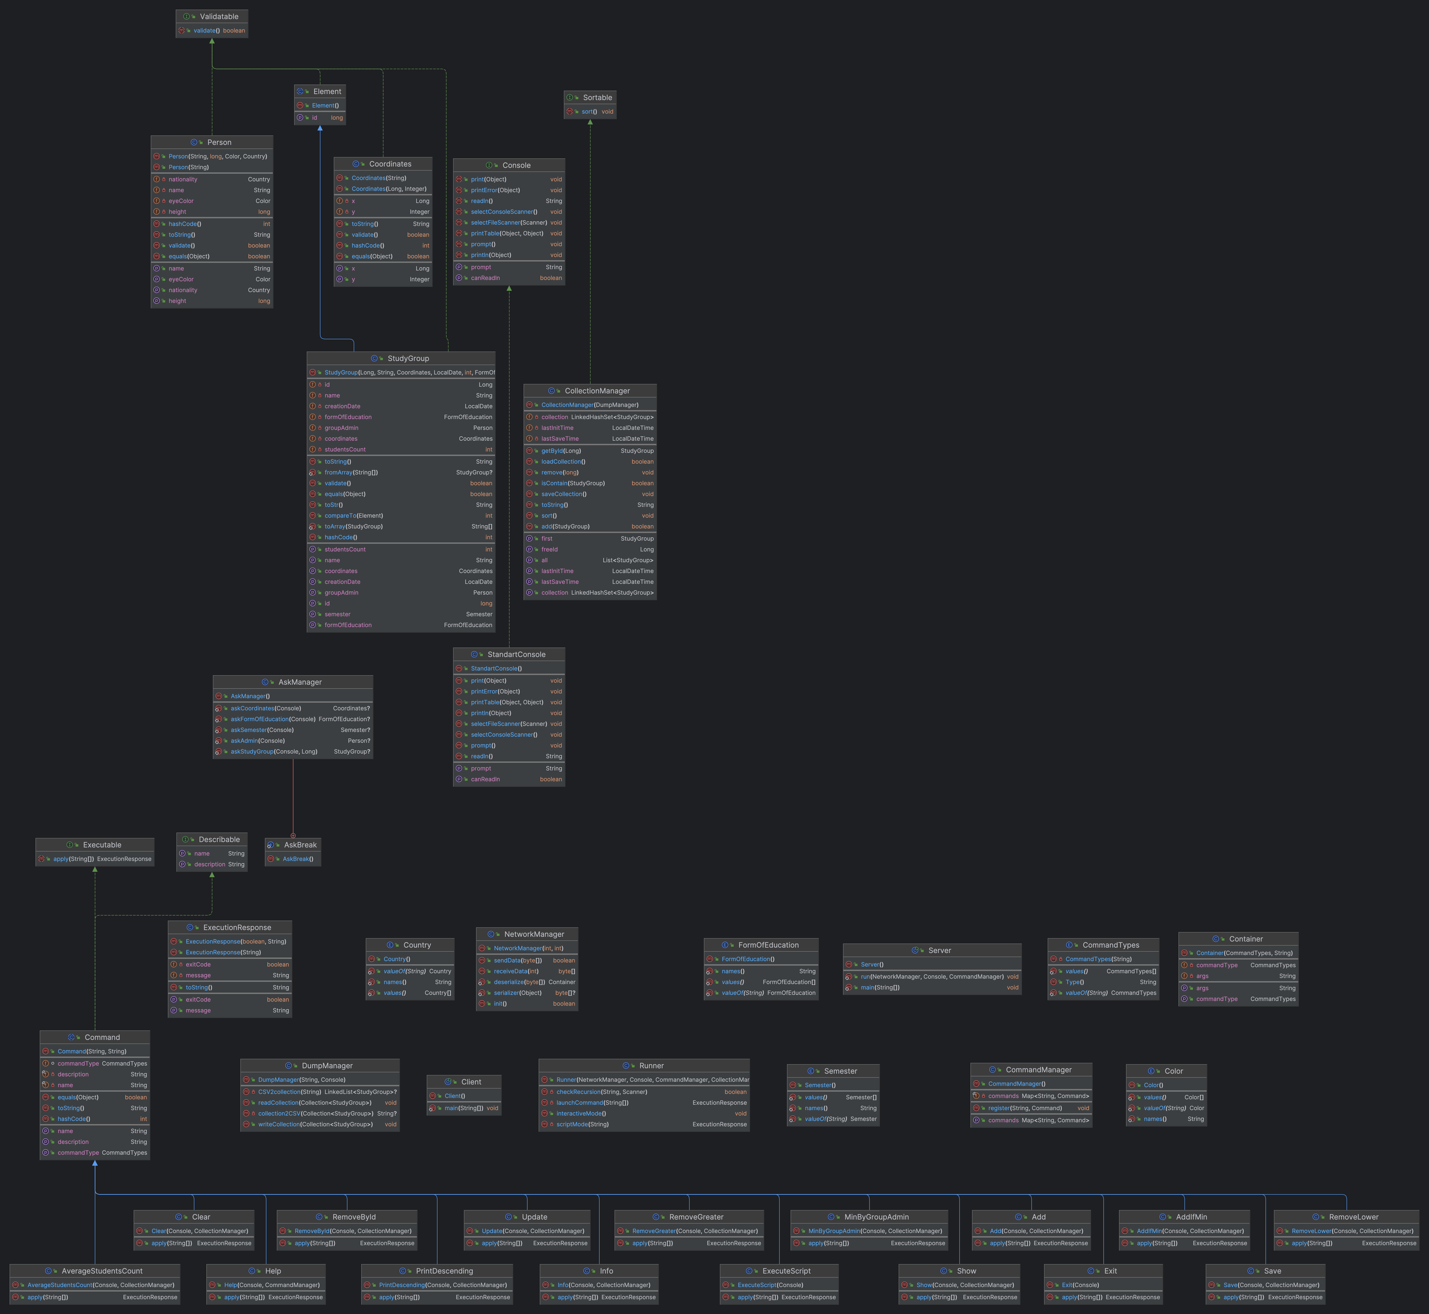 Validatable
validate() boolean
Element
Element()
id long
Sortable
sort() void
Person
Person(String, long, Color, Country)
Person(String)
nationality Country
name String
eyeColor Color
height long
hashCode() int
toString() String
validate() boolean
equals(Object) boolean
name String
eyeColor Color
nationality Country
height long
Coordinates
Coordinates(String)
Coordinates(Long, Integer)
x Long
y Integer
toString() String
validate() boolean
hashCode() int
equals(Object) boolean
x Long
y Integer
Console
print(Object) void
printError(Object) void
readln() String
selectConsoleScanner() void
selectFileScanner(Scanner) void
printTable(Object, Object) void
prompt() void
println(Object) void
prompt String
canReadln boolean
StudyGroup
StudyGroup(Long, String, Coordinates, LocalDate, int, FormOf
id Long
name String
creationDate LocalDate
formOfEducation FormOfEducation
groupAdmin Person
coordinates Coordinates
studentsCount int
toString() String
fromArray(String[]) StudyGroup?
validate() boolean
equals(Object) boolean
toStr() String
compareTo(Element) int
toArray(StudyGroup) String[]
hashCode() int
studentsCount int
name String
coordinates Coordinates
creationDate LocalDate
groupAdmin Person
id long
semester Semester
formOfEducation FormOfEducation
CollectionManager
CollectionManager(DumpManager)
collection LinkedHashSet<StudyGroup>
lastInitTime LocalDateTime
lastSaveTime LocalDateTime
getById(Long) StudyGroup
loadCollection() boolean
remove(long) void
isContain(StudyGroup) boolean
saveCollection() void
toString() String
sort() void
add(StudyGroup) boolean
first StudyGroup
freeId Long
all List<StudyGroup>
lastInitTime LocalDateTime
lastSaveTime LocalDateTime
collection LinkedHashSet<StudyGroup>
StandartConsole
StandartConsole()
print(Object) void
printError(Object) void
printTable(Object, Object) void
println(Object) void
selectFileScanner(Scanner) void
selectConsoleScanner() void
prompt() void
readln() String
prompt String
canReadln boolean
AskManager
AskManager()
askCoordinates(Console) Coordinates?
askFormOfEducation(Console) FormOfEducation?
askSemester(Console) Semester?
askAdmin(Console) Person?
askStudyGroup(Console, Long) StudyGroup?
Executable
apply(String[]) ExecutionResponse
Describable
name String
description String
AskBreak
AskBreak()
ExecutionResponse
ExecutionResponse(boolean, String)
ExecutionResponse(String)
exitCode boolean
message String
toString() String
exitCode boolean
message String
Country
Country()
valueOf(String) Country
names() String
values() Country[]
NetworkManager
NetworkManager(int, int)
sendData(byte[]) boolean
receiveData(int) byte[]
deserialize(byte[]) Container
serializer(Object) byte[]?
init() boolean
FormOfEducation
FormOfEducation()
names() String
values() FormOfEducation[]
valueOf(String) FormOfEducation
Server
Server()
run(NetworkManager, Console, CommandManager) void
main(String[]) void
CommandTypes
CommandTypes(String)
values() CommandTypes[]
Type() String
valueOf(String) CommandTypes
Container
Container(CommandTypes, String)
commandType CommandTypes
args String
args String
commandType CommandTypes
Command
Command(String, String)
commandType CommandTypes
description String
name String
equals(Object) boolean
toString() String
hashCode() int
name String
description String
commandType CommandTypes
DumpManager
DumpManager(String, Console)
CSV2collection(String) LinkedList<StudyGroup>?
readCollection(Collection<StudyGroup>) void
collection2CSV(Collection<StudyGroup>) String?
writeCollection(Collection<StudyGroup>) void
Client
Client()
main(String[]) void
Runner
Runner(NetworkManager, Console, CommandManager, CollectionMar
checkRecursion(String, Scanner) boolean
launchCommand(String[]) ExecutionResponse
interactiveMode() void
scriptMode(String) ExecutionResponse
Semester
Semester()
values() Semester[]
names() String
valueOf(String) Semester
CommandManager
CommandManager()
commands Map<String, Command>
register(String, Command) void
commands Map<String, Command>
Color
Color()
values() Color[]
valueOf(String) Color
names() String
Clear
Clear(Console, CollectionManager)
apply(String[]) ExecutionResponse
RemoveById
RemoveById(Console, CollectionManager)
apply(String[]) ExecutionResponse
Update
Update(Console, CollectionManager)
apply(String[]) ExecutionResponse
RemoveGreater
RemoveGreater(Console, CollectionManager)
apply(String[]) ExecutionResponse
MinByGroupAdmin
MinByGroupAdmin(Console, CollectionManager)
apply(String[]) ExecutionResponse
Add
Add(Console, CollectionManager)
apply(String[]) ExecutionResponse
AddIfMin
AddIfMin(Console, CollectionManager)
apply(String[]) ExecutionResponse
RemoveLower
RemoveLower(Console, CollectionManager)
apply(String[]) ExecutionResponse
AverageStudentsCount
AverageStudentsCount(Console, CollectionManager)
apply(String[]) ExecutionResponse
Help
Help(Console, CommandManager)
apply(String[]) ExecutionResponse
PrintDescending
PrintDescending(Console, CollectionManager)
apply(String[]) ExecutionResponse
Info
Info(Console, CollectionManager)
apply(String[]) ExecutionResponse
ExecuteScript
ExecuteScript(Console)
apply(String[]) ExecutionResponse
Show
Show(Console, CollectionManager)
apply(String[]) ExecutionResponse
Exit
Exit(Console)
apply(String[]) ExecutionResponse
Save
Save(Console, CollectionManager)
apply(String[]) ExecutionResponse